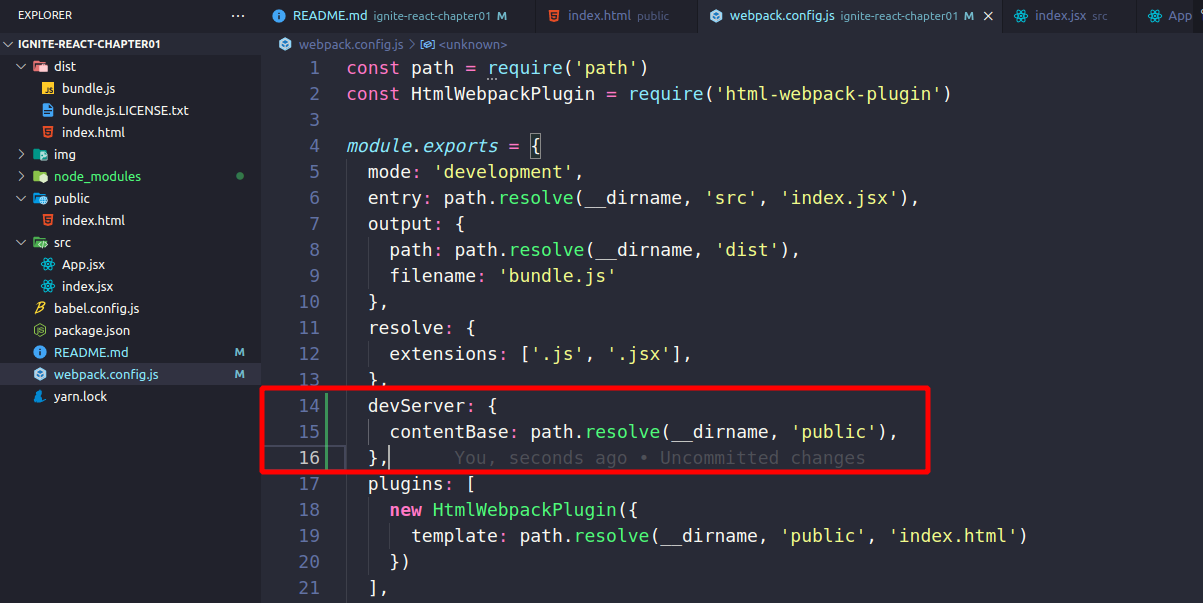 EXPLORER ...
IGNITE-REACT-CHAPTER01
dist
bundle.js
bundle.js.LICENSE.txt
index.html
img
node_modules
public
index.html
src
App.jsx
index.jsx
babel.config.js
package.json
README.md M
webpack.config.js M
yarn.lock
README.md ignite-react-chapter01 M index.html public webpack.config.js ignite-react-chapter01 M index.jsx src App
webpack.config.js > <unknown>
1 const path = require('path')
2 const HtmlWebpackPlugin = require('html-webpack-plugin')
3
4 module.exports = {
5 mode: 'development',
6 entry: path.resolve(__dirname, 'src', 'index.jsx'),
7 output: {
8 path: path.resolve(__dirname, 'dist'),
9 filename: 'bundle.js'
10 },
11 resolve: {
12 extensions: ['.js', '.jsx'],
13 },
14 devServer: {
15 contentBase: path.resolve(__dirname, 'public'),
16 }, You, seconds ago • Uncommitted changes
17 plugins: [
18 new HtmlWebpackPlugin({
19 template: path.resolve(__dirname, 'public', 'index.html')
20 })
21 ],